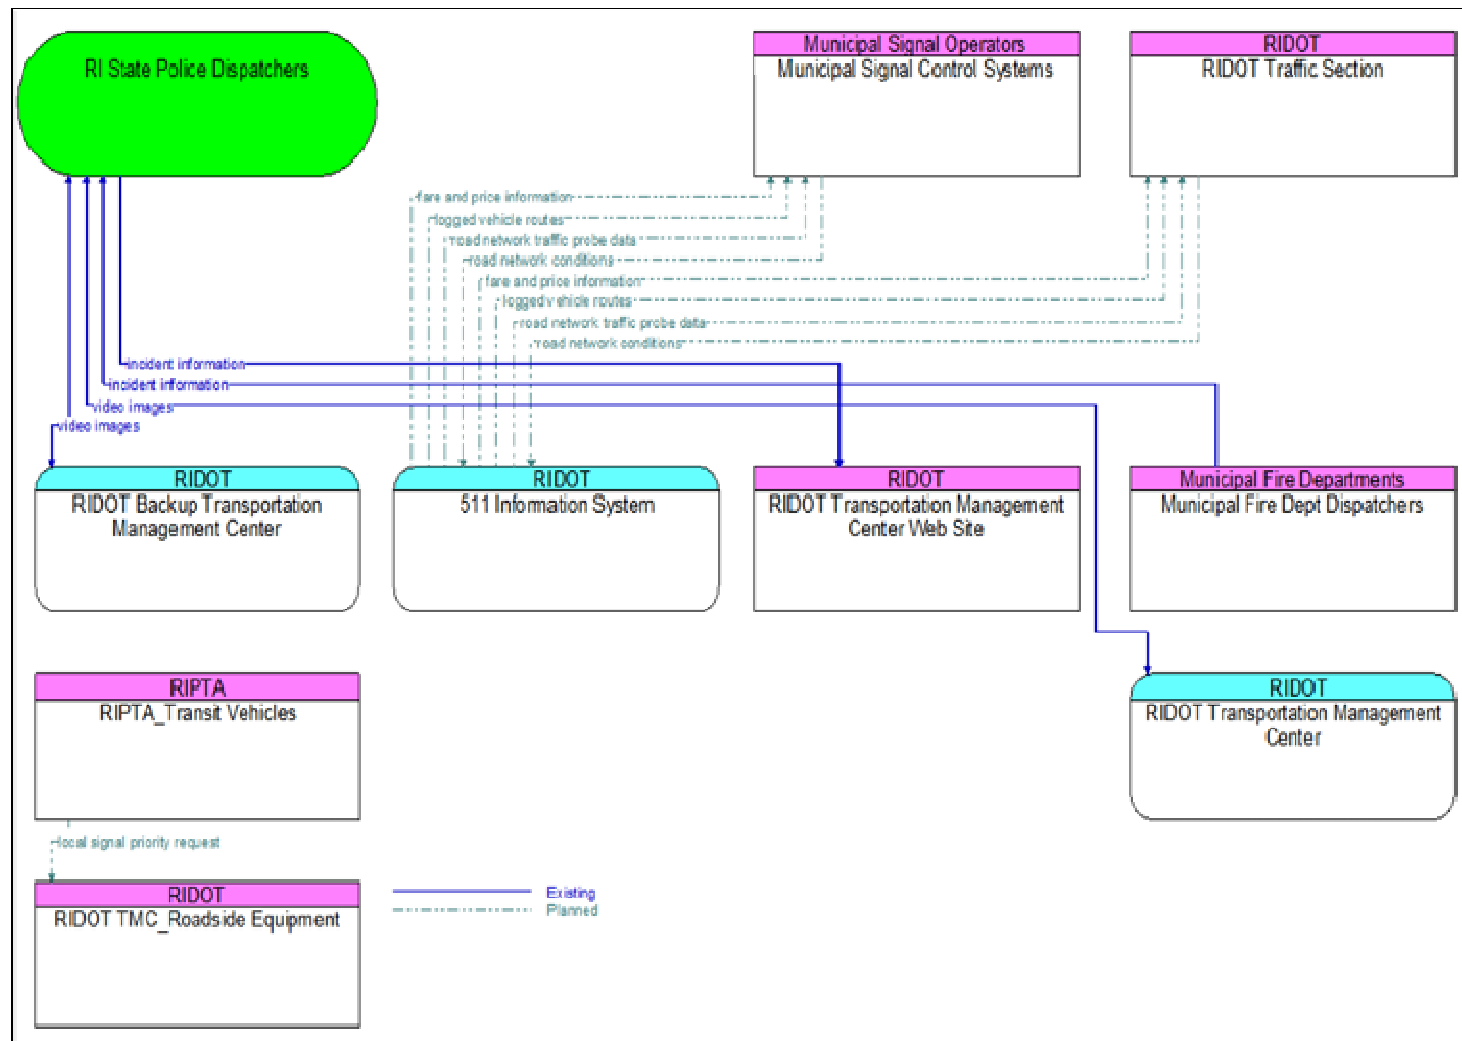 RI State Police Dispatchers
Municipal Signal Operators
Municipal Signal Control Systems
RIDOT
RIDOT Traffic Section
fare and price information
logged vehicle routes
road network traffic probe data
road network conditions
fare and price information
logged vehicle routes
road network traffic probe data
road network conditions
incident information
incident information
video images
video images
RIDOT
RIDOT Backup Transportation
Management Center
RIDOT
511 Information System
RIDOT
RIDOT Transportation Management
Center Web Site
Municipal Fire Departments
Municipal Fire Dept Dispatchers
RIPTA
RIPTA_Transit Vehicles
RIDOT
RIDOT Transportation Management
Center
local signal priority request
RIDOT
RIDOT TMC_Roadside Equipment
Existing
Planned